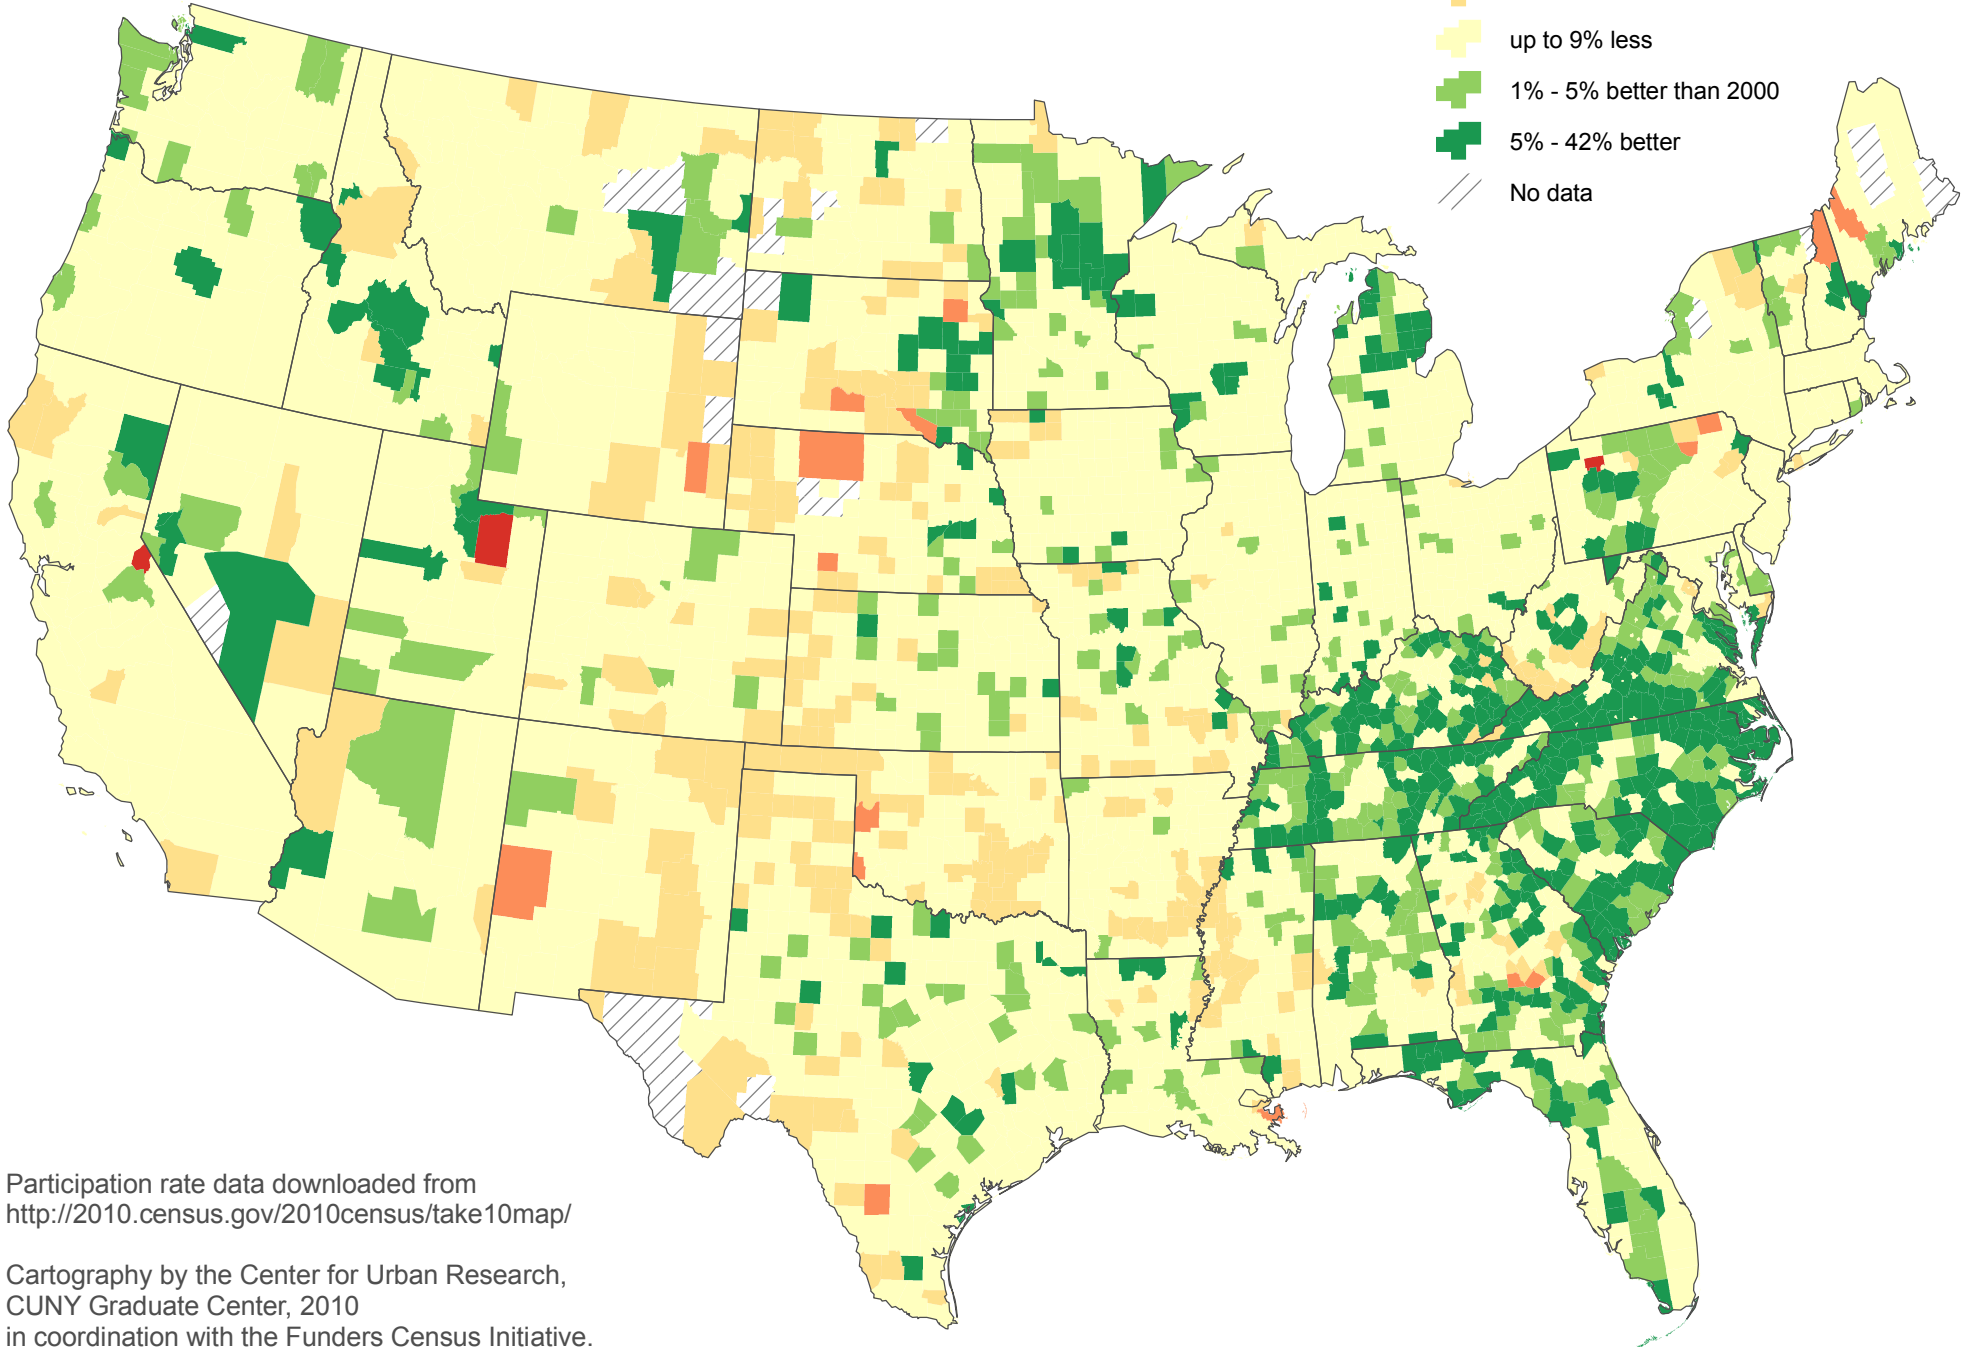 up to 9% less
1% - 5% better than 2000
5% - 42% better
No data
Participation rate data downloaded from
http://2010.census.gov/2010census/take10map/
Cartography by the Center for Urban Research,
CUNY Graduate Center, 2010
in coordination with the Funders Census Initiative.